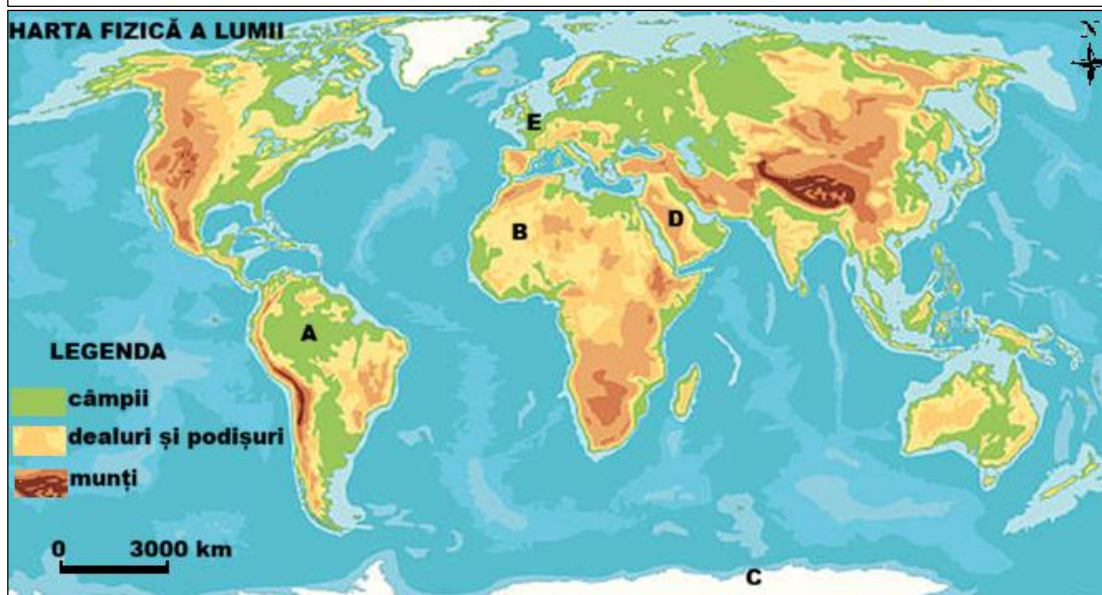 HARTA FIZICĂ A LUMII
N
E
B
D
A
LEGENDA
câmpii
dealuri și podișuri
munți
0 3000 km
C